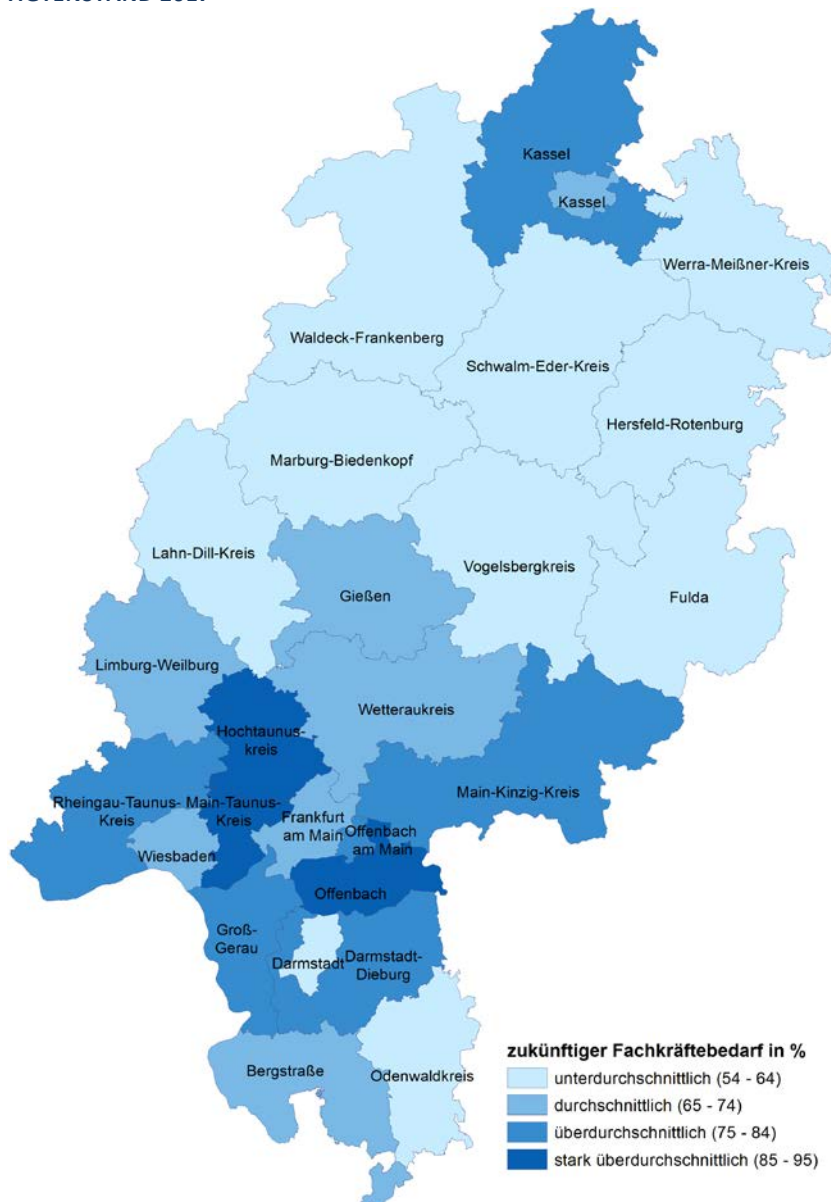 Kassel
Kassel
Werra-Meißner-Kreis
Waldeck-Frankenberg
Schwalm-Eder-Kreis
Hersfeld-Rotenburg
Marburg-Biedenkopf
Lahn-Dill-Kreis
Vogelsbergkreis
Gießen
Fulda
Limburg-Weilburg
Wetteraukreis
Hochtaunus-
kreis
Main-Kinzig-Kreis
Rheingau-Taunus-
Kreis
Main-Taunus-
Kreis
Frankfurt
am Main
Offenbach
am Main
Wiesbaden
Offenbach
Groß-
Gerau
Darmstadt
Darmstadt-
Dieburg
Bergstraße
Odenwaldkreis
zukünftiger Fachkräftebedarf in %
unterdurchschnittlich (54 - 64)
durchschnittlich (65 - 74)
überdurchschnittlich (75 - 84)
stark überdurchschnittlich (85 - 95)